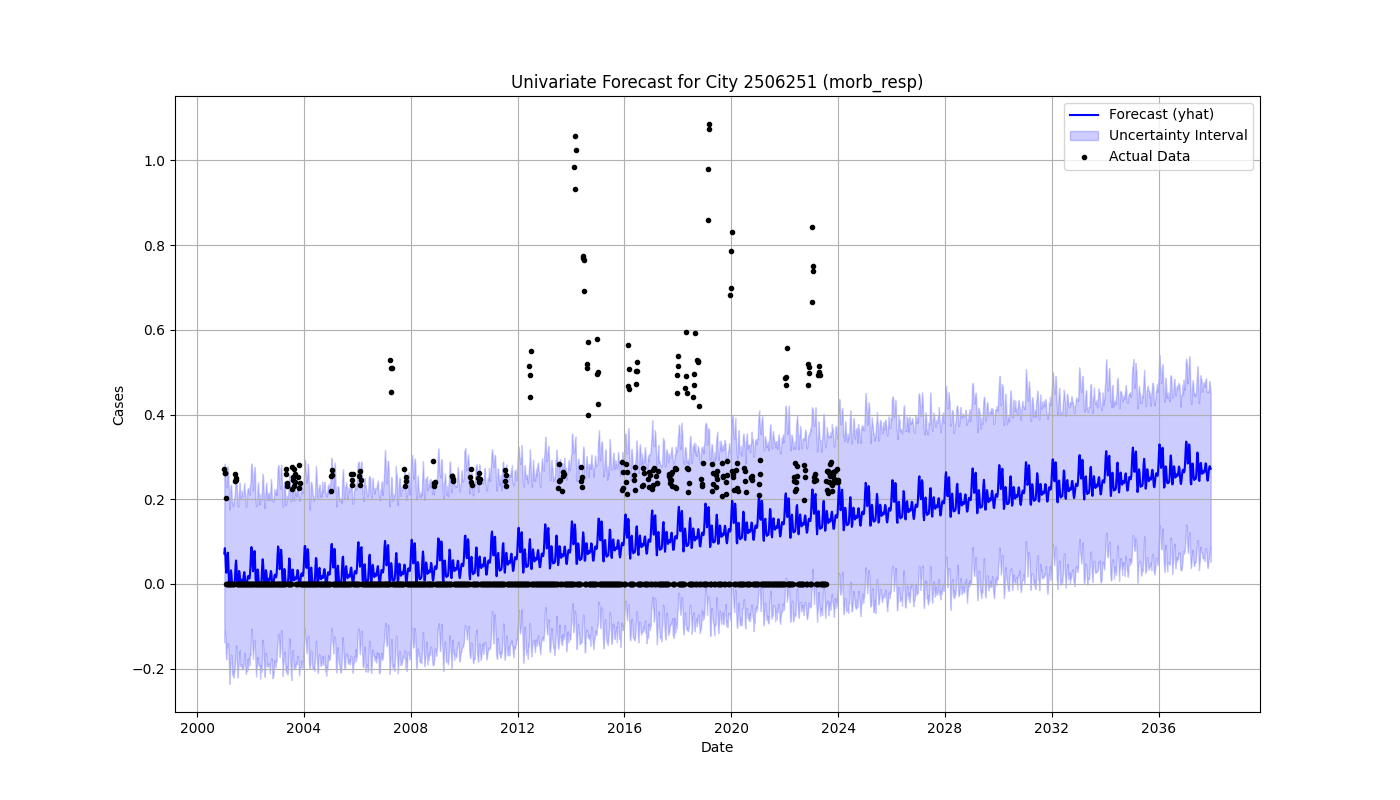 Univariate Forecast for City 2506251 (morb_resp)
Forecast (yhat)
Uncertainty Interval
Actual Data
Cases
1.0
0.8
0.6
0.4
0.2
0.0
−0.2
2000 2004 2008 2012 2016 2020 2024 2028 2032 2036
Date